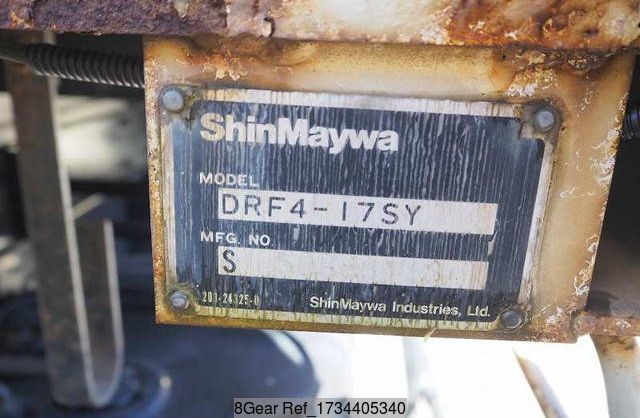 ShinMaywa
MODEL
DRF4-17SY
MFG. NO.
S
201-24125-0
ShinMaywa Industries, Ltd.
8Gear Ref_1734405340